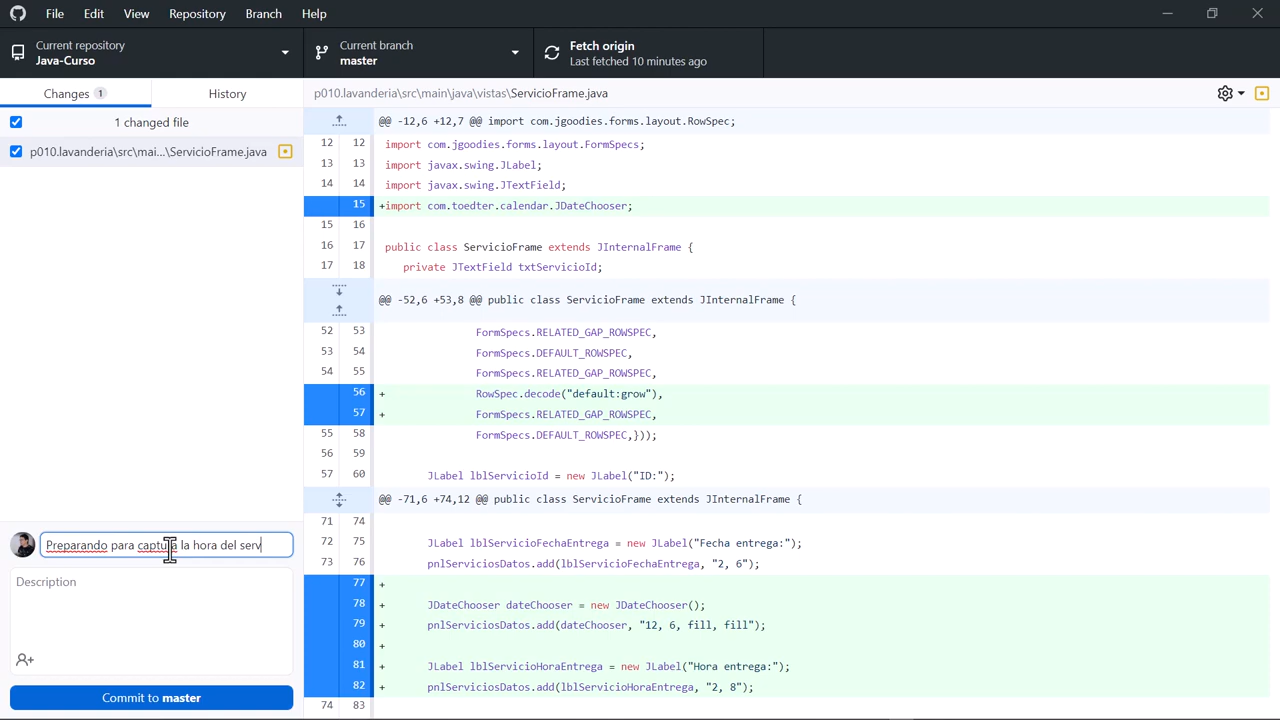 File Edit View Repository Branch Help
Current repository
Java-Curso
Current branch
master
Fetch origin
Last fetched 10 minutes ago
Changes 1
History
p010.lavanderia\src\main\java\vistas\ServicioFrame.java
1 changed file
p010.lavanderia\src\mai...\ServicioFrame.java
@@ -12,6 +12,7 @@ import com.jgoodies.forms.layout.RowSpec;
12 12 import com.jgoodies.forms.layout.FormSpecs;
13 13 import javax.swing.JLabel;
14 14 import javax.swing.JTextField;
15 +import com.toedter.calendar.JDateChooser;
15 16
16 17 public class ServicioFrame extends JInternalFrame {
17 18 private JTextField txtServicioId;
@@ -52,6 +53,8 @@ public class ServicioFrame extends JInternalFrame {
52 53 FormSpecs.RELATED_GAP_ROWSPEC,
53 54 FormSpecs.DEFAULT_ROWSPEC,
54 55 FormSpecs.RELATED_GAP_ROWSPEC,
56 + RowSpec.decode("default:grow"),
57 + FormSpecs.RELATED_GAP_ROWSPEC,
55 58 FormSpecs.DEFAULT_ROWSPEC,}));
56 59
57 60 JLabel lblServicioId = new JLabel("ID:");
@@ -71,6 +74,12 @@ public class ServicioFrame extends JInternalFrame {
71 74
72 75 JLabel lblServicioFechaEntrega = new JLabel("Fecha entrega:");
73 76 pnlServiciosDatos.add(lblServicioFechaEntrega, "2, 6");
77 +
78 + JDateChooser dateChooser = new JDateChooser();
79 + pnlServiciosDatos.add(dateChooser, "12, 6, fill, fill");
80 +
81 + JLabel lblServicioHoraEntrega = new JLabel("Hora entrega:");
82 + pnlServiciosDatos.add(lblServicioHoraEntrega, "2, 8");
74 83
Preparando para captura la hora del serv
Description
Commit to master